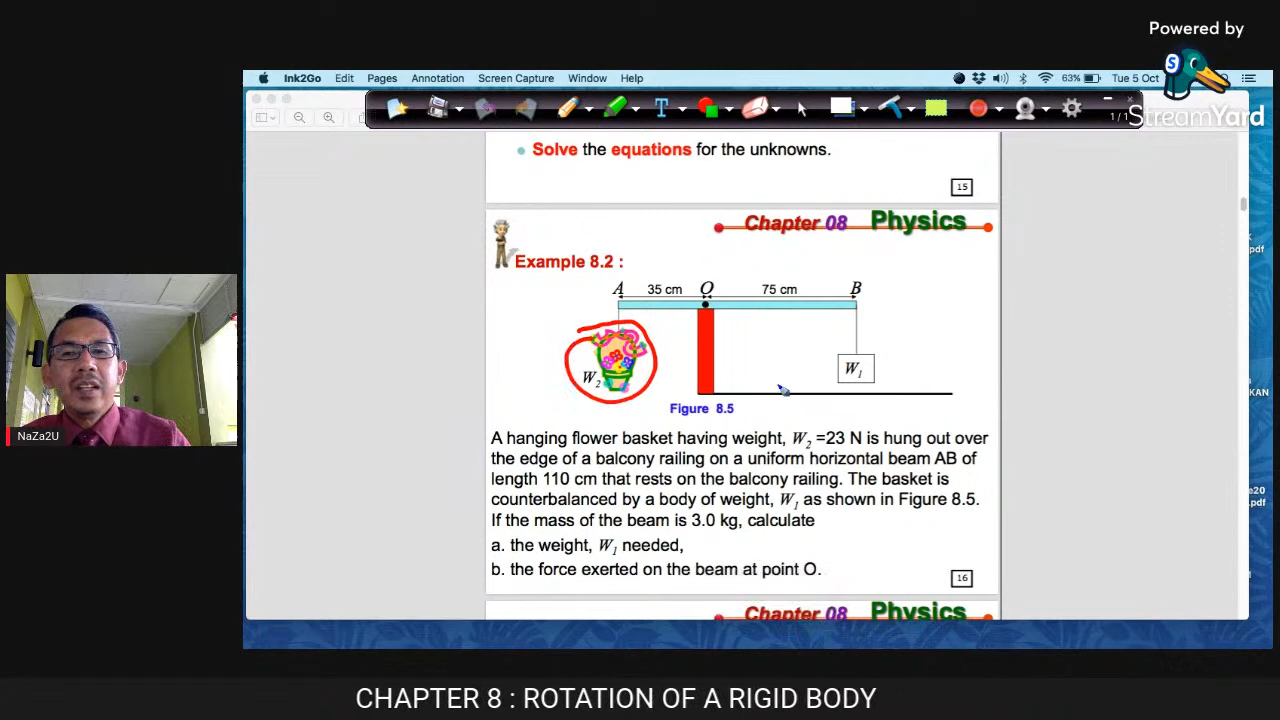 Powered by
S
StreamYard
Ink2Go Edit Pages Annotation Screen Capture Window Help 63% Tue 5 Oct
T
1/1
Solve the equations for the unknowns.
15
Chapter 08 Physics
Example 8.2 :
A 35 cm O 75 cm B
W2
W1
Figure 8.5
A hanging flower basket having weight, W2 =23 N is hung out over
the edge of a balcony railing on a uniform horizontal beam AB of
length 110 cm that rests on the balcony railing. The basket is
counterbalanced by a body of weight, W1 as shown in Figure 8.5.
If the mass of the beam is 3.0 kg, calculate
a. the weight, W1 needed,
b. the force exerted on the beam at point O.
16
Chapter 08 Physics
NaZa2U
K
pdf
KAN
e20
.pdf
CHAPTER 8 : ROTATION OF A RIGID BODY